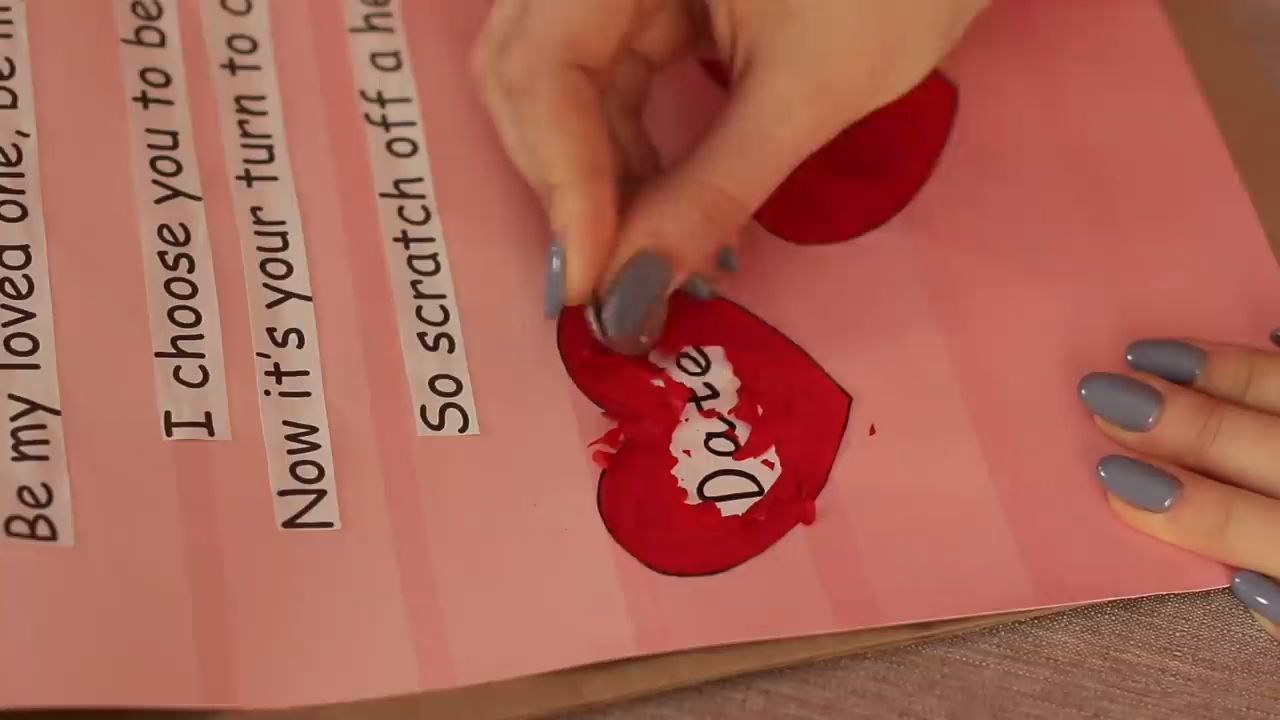 Be my loved one, be
I choose you to be
Now it's your turn to
So scratch off a
Date